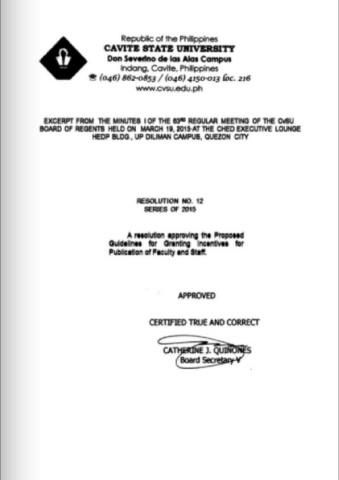 Republic of the Philippines
CAVITE STATE UNIVERSITY
Don Severino de las Alas Campus
Indang, Cavite, Philippines
☎ (046) 862-0853 / (046) 4150-013 loc. 216
www.cvsu.edu.ph
EXCERPT FROM THE MINUTES I OF THE 63RD REGULAR MEETING OF THE CvSU
BOARD OF REGENTS HELD ON MARCH 19, 2015 AT THE CHED EXECUTIVE LOUNGE
HEDP BLDG., UP DILIMAN CAMPUS, QUEZON CITY
RESOLUTION NO. 12
SERIES OF 2015
A resolution approving the Proposed
Guidelines for Granting Incentives for
Publication of Faculty and Staff.
APPROVED
CERTIFIED TRUE AND CORRECT
CATHERINE J. QUINONES
Board Secretary V